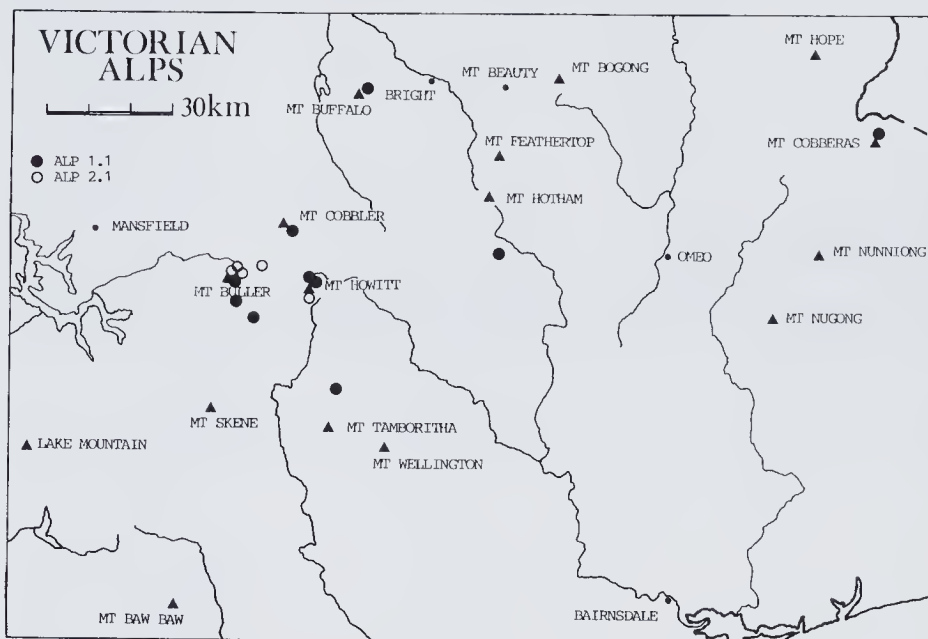 VICTORIAN
ALPS
30km
ALP 1.1
ALP 2.1
MT HOPE
MT BEAUTY
MT BOGONG
BRIGHT
MT BUFFALO
MT COBBERAS
MT FEATHERTOP
MT HOTHAM
MT COBBLER
MANSFIELD
OMEO
MT NUNNIONG
MT BULLER
MT HOWITT
MT NUGONG
MT SKENE
MT TAMBORITHA
LAKE MOUNTAIN
MT WELLINGTON
BAIRNSDALE
MT BAW BAW